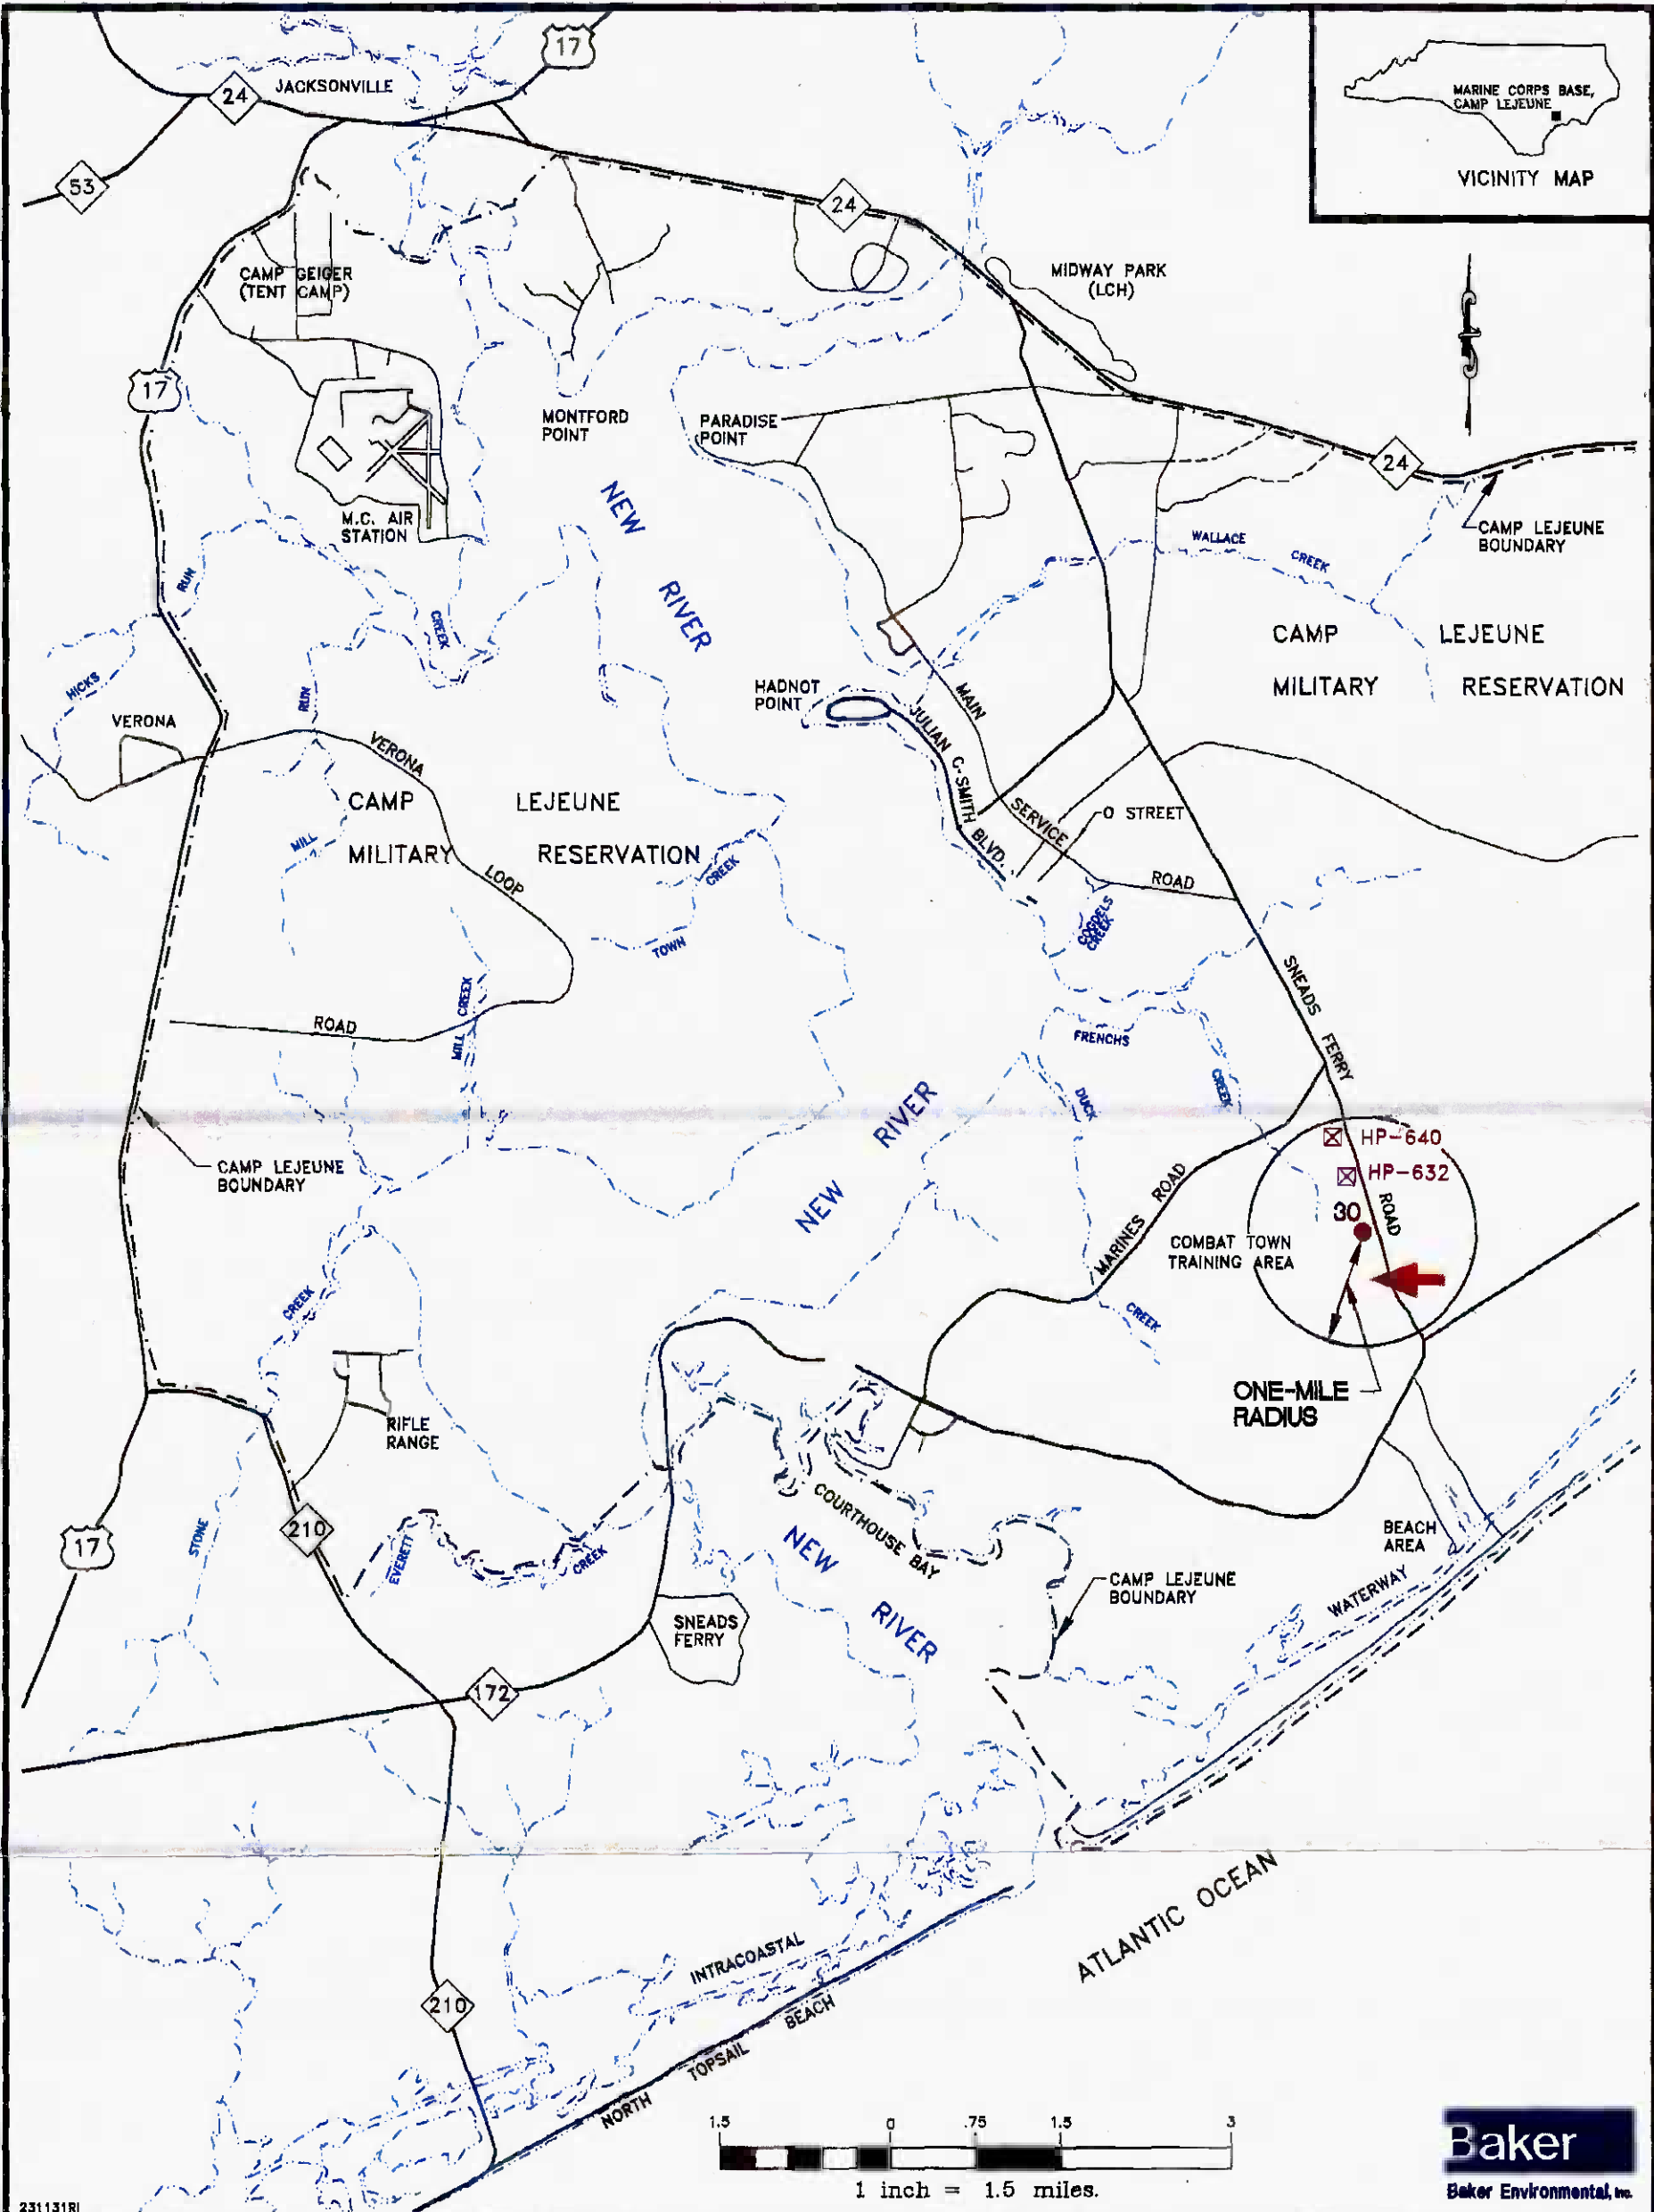 17
JACKSONVILLE
24
53
MARINE CORPS BASE,
CAMP LEJEUNE
VICINITY MAP
24
CAMP GEIGER
(TENT CAMP)
MIDWAY PARK
(LCH)
17
MONTFORD
POINT
PARADISE
POINT
24
M.C. AIR
STATION
NEW
RIVER
CAMP LEJEUNE
BOUNDARY
WALLACE
CREEK
RUN
CREEK
HICKS
RUN
CAMP LEJEUNE
MILITARY RESERVATION
HADNOT
POINT
MAIN
VERONA
VERONA
JULIAN C-SMITH BLVD.
CAMP LEJEUNE
MILITARY RESERVATION
SERVICE
O STREET
MILL
LOOP
CREEK
ROAD
COGDELS
CREEK
TOWN
SNEADS
FERRY
MILL CREEK
ROAD
FRENCHS
CREEK
DUCK
NEW RIVER
HP-640
HP-632
CAMP LEJEUNE
BOUNDARY
MARINES ROAD
30
ROAD
COMBAT TOWN
TRAINING AREA
CREEK
CREEK
ONE-MILE
RADIUS
RIFLE
RANGE
COURTHOUSE BAY
210
17
STONE
EVERETT
CREEK
NEW
RIVER
BEACH
AREA
CAMP LEJEUNE
BOUNDARY
WATERWAY
SNEADS
FERRY
172
ATLANTIC OCEAN
INTRACOASTAL
210
NORTH TOPSAIL BEACH
1.5 0 .75 1.5 3
1 inch = 1.5 miles.
Baker
Baker Environmental, Inc.
231131RI